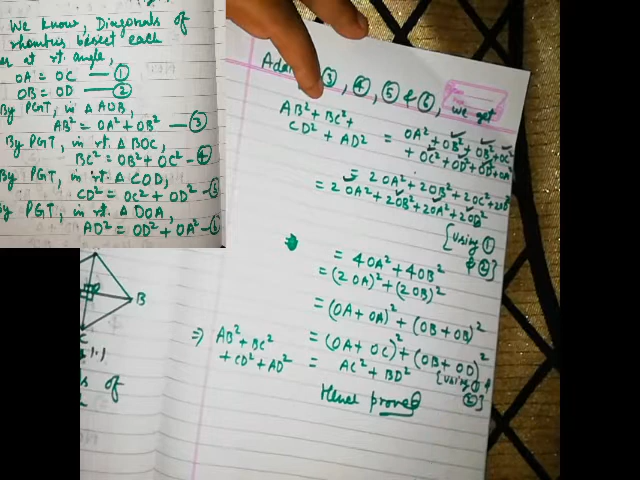 We know, Diagonals of
rhombus bisect each
er at rt. angle,
OA = OC — ①
OB = OD — ②
By PGT, in △ AOB,
AB² = OA² + OB² — ③
By PGT, in rt. △ BOC,
BC² = OB² + OC² — ④
By PGT, in rt. △ COD,
CD² = OC² + OD² — ⑤
By PGT, in rt. △ DOA,
AD² = OD² + OA² — ⑥
B
s of
③, ④, ⑤ & ⑥, we get
AB² + BC² +
CD² + AD² = OA² + OB² + OB² + OC²
+ OC² + OD² + OD² + OA²
= 2OA² + 2OB² + 2OC² + 2OD²
= 2OA² + 2OB² + 2OA² + 2OB²
{using ①
& ②}
= 4OA² + 4OB²
= (2OA)² + (2OB)²
= (OA + OA)² + (OB + OB)²
= (OA + OC)² + (OB + OD)²
{using ① &
②}
⇒ AB² + BC²
+ CD² + AD² = AC² + BD²
Hence proved